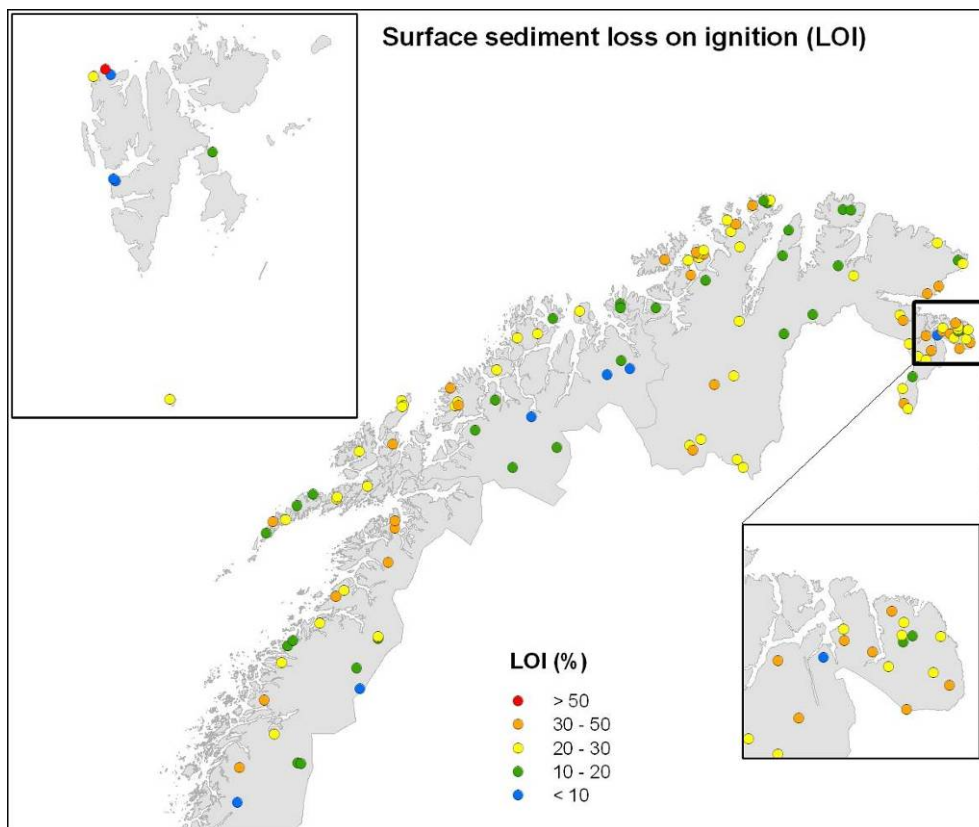 Surface sediment loss on ignition (LOI)
LOI (%)
> 50
30 - 50
20 - 30
10 - 20
< 10